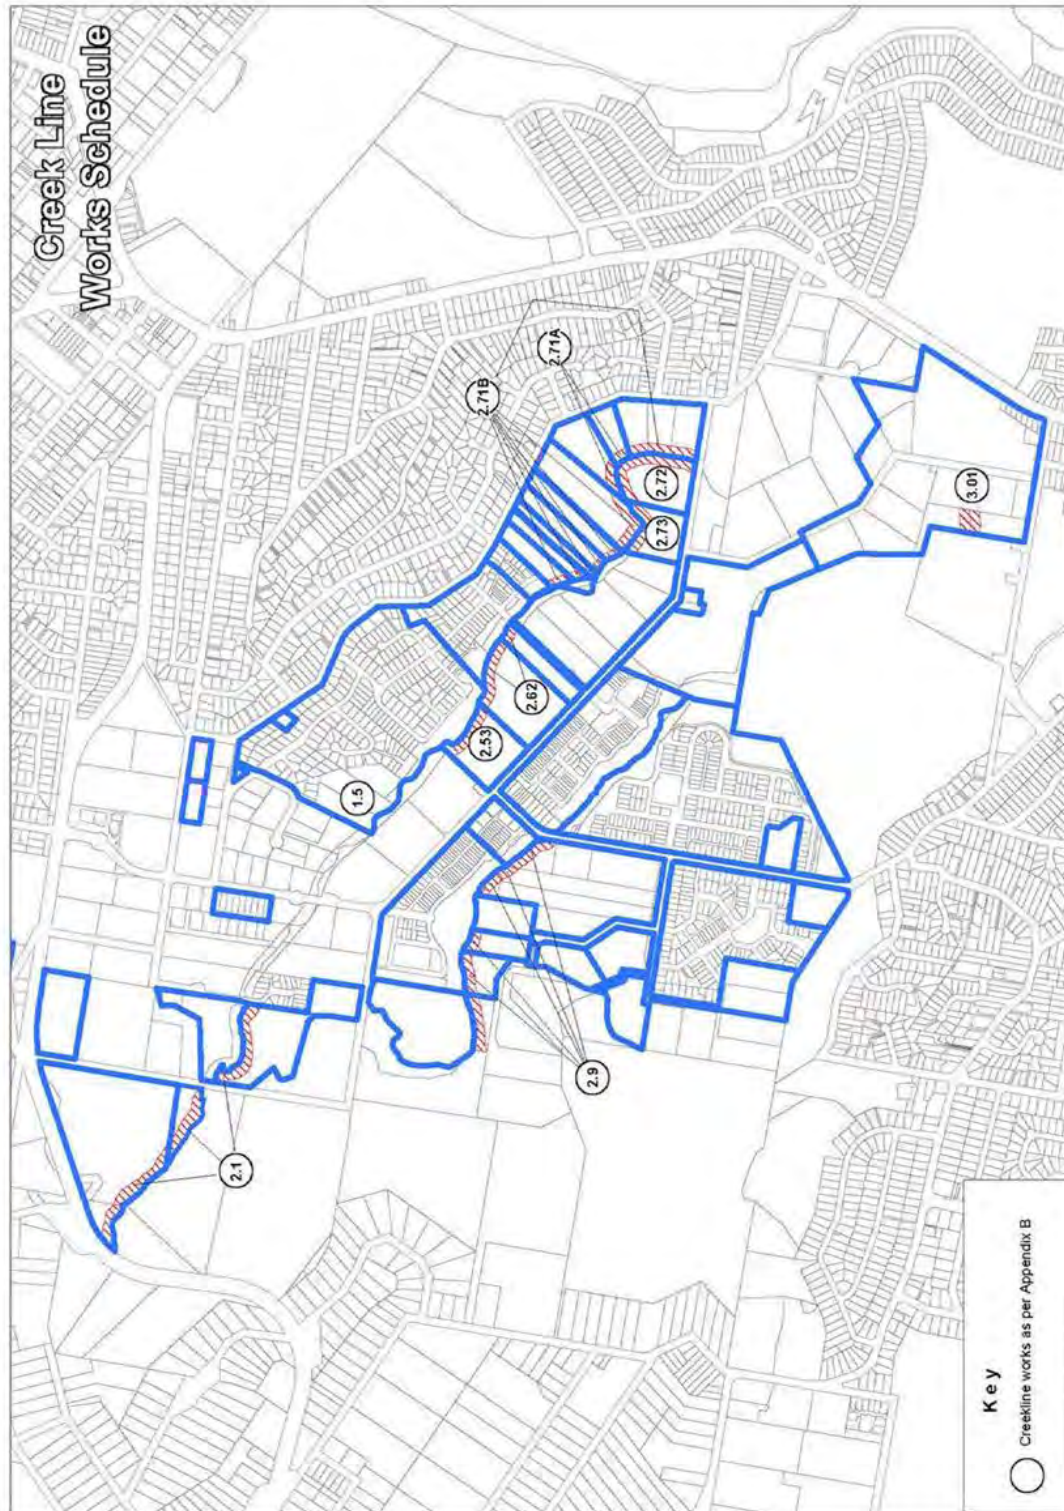 Creek Line
Works Schedule
2.1
2.9
1.5
2.53
2.62
2.71B
2.71A
2.73
2.72
3.01
Key
Creekline works as per Appendix B